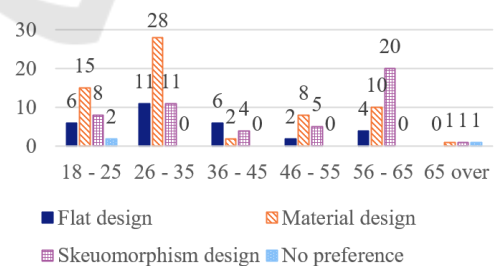 30
20
10
0
6 15 8 2
11 28 11 0
6 2 4 0
2 8 5 0
4 10 20 0
0 1 1 1
18 - 25 26 - 35 36 - 45 46 - 55 56 - 65 65 over
Flat design Material design
Skeuomorphism design No preference